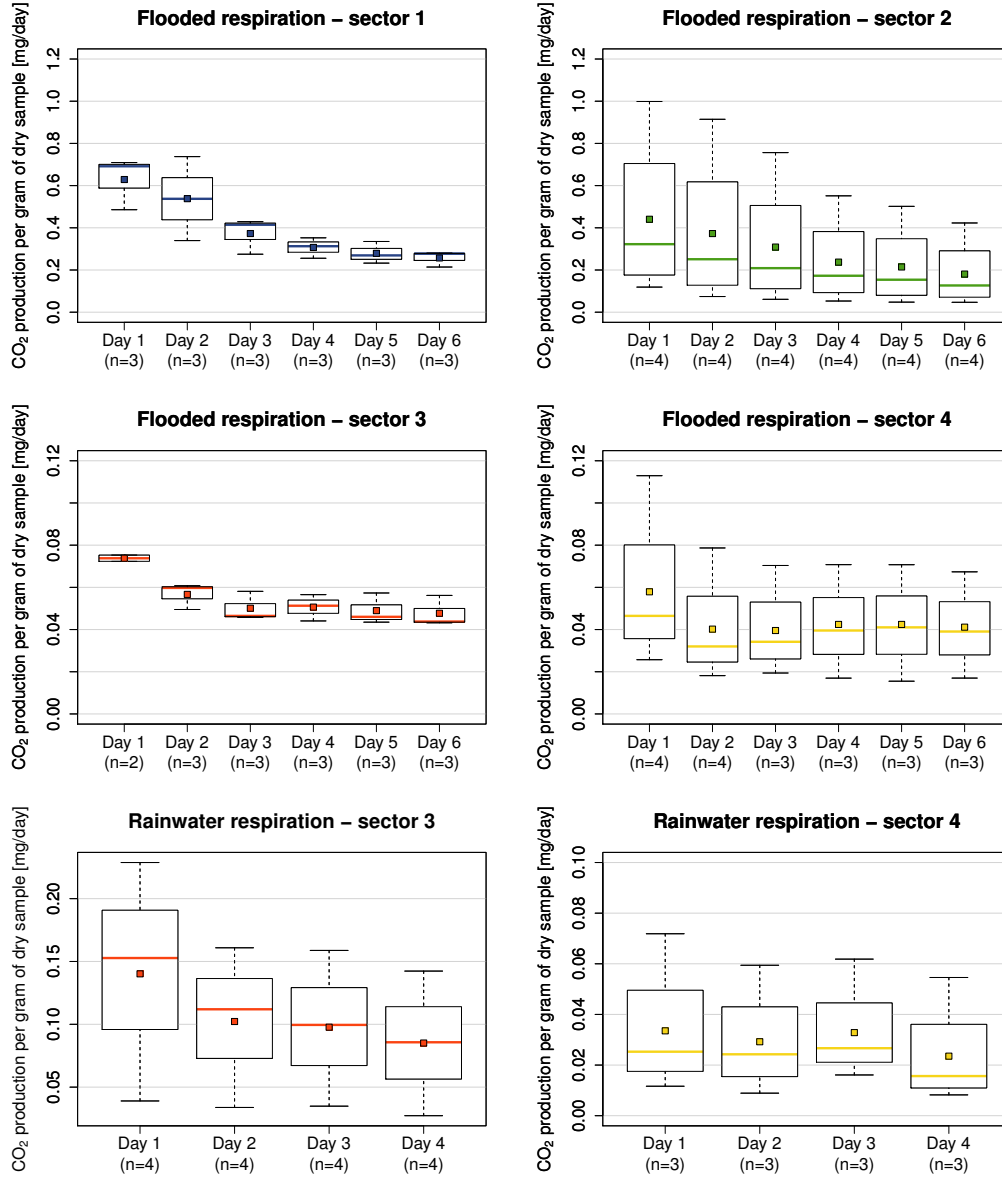 Flooded respiration – sector 1
CO2 production per gram of dry sample [mg/day]
1.2
1.0
0.8
0.6
0.4
0.2
0.0
Day 1 Day 2 Day 3 Day 4 Day 5 Day 6
(n=3) (n=3) (n=3) (n=3) (n=3) (n=3)
Flooded respiration – sector 2
CO2 production per gram of dry sample [mg/day]
1.2
1.0
0.8
0.6
0.4
0.2
0.0
Day 1 Day 2 Day 3 Day 4 Day 5 Day 6
(n=4) (n=4) (n=4) (n=4) (n=4) (n=4)
Flooded respiration – sector 3
CO2 production per gram of dry sample [mg/day]
0.12
0.08
0.04
0.00
Day 1 Day 2 Day 3 Day 4 Day 5 Day 6
(n=2) (n=3) (n=3) (n=3) (n=3) (n=3)
Flooded respiration – sector 4
CO2 production per gram of dry sample [mg/day]
0.12
0.08
0.04
0.00
Day 1 Day 2 Day 3 Day 4 Day 5 Day 6
(n=4) (n=4) (n=3) (n=3) (n=3) (n=3)
Rainwater respiration – sector 3
CO2 production per gram of dry sample [mg/day]
0.20
0.15
0.10
0.05
Day 1 Day 2 Day 3 Day 4
(n=4) (n=4) (n=4) (n=4)
Rainwater respiration – sector 4
CO2 production per gram of dry sample [mg/day]
0.10
0.08
0.06
0.04
0.02
0.00
Day 1 Day 2 Day 3 Day 4
(n=3) (n=3) (n=3) (n=3)